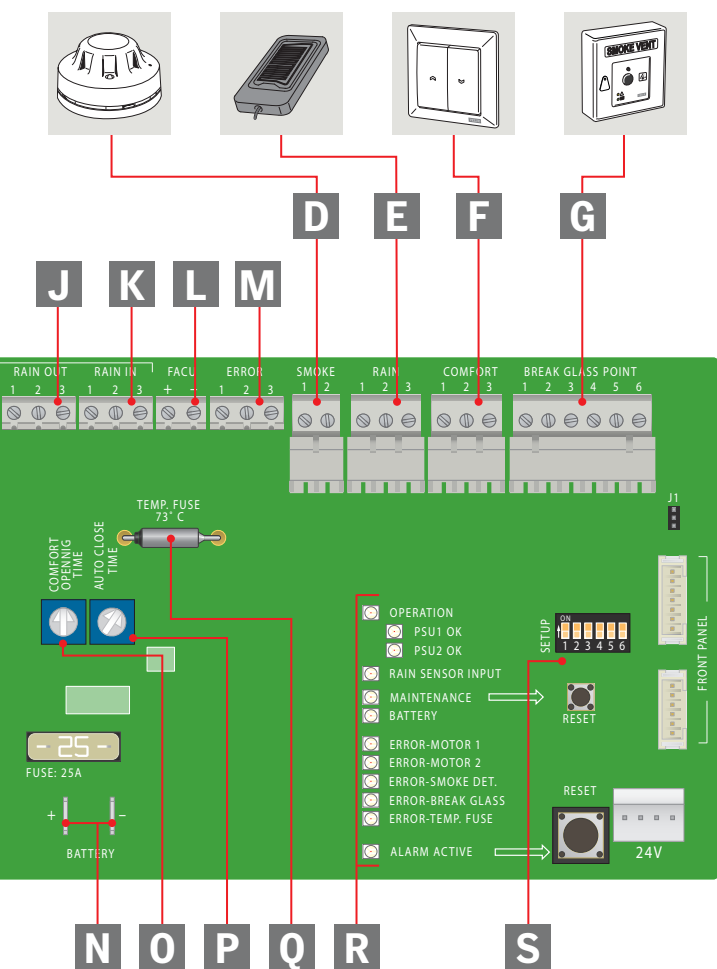 SMOKE VENT
D E F G
J K L M
RAIN OUT RAIN IN FACU ERROR SMOKE RAIN COMFORT BREAK GLASS POINT
1 2 3 1 2 3 + - 1 2 3 1 2 1 2 3 1 2 3 1 2 3 4 5 6
J1
TEMP. FUSE
73° C
COMFORT
OPENNIG
TIME
AUTO CLOSE
TIME
OPERATION
PSU1 OK
PSU2 OK
RAIN SENSOR INPUT
MAINTENANCE
BATTERY
ERROR-MOTOR 1
ERROR-MOTOR 2
ERROR-SMOKE DET.
ERROR-BREAK GLASS
ERROR-TEMP. FUSE
ALARM ACTIVE
SETUP
ON
1 2 3 4 5 6
RESET
FRONT PANEL
RESET
24V
- 25 -
FUSE: 25A
+ -
BATTERY
N O P Q R S